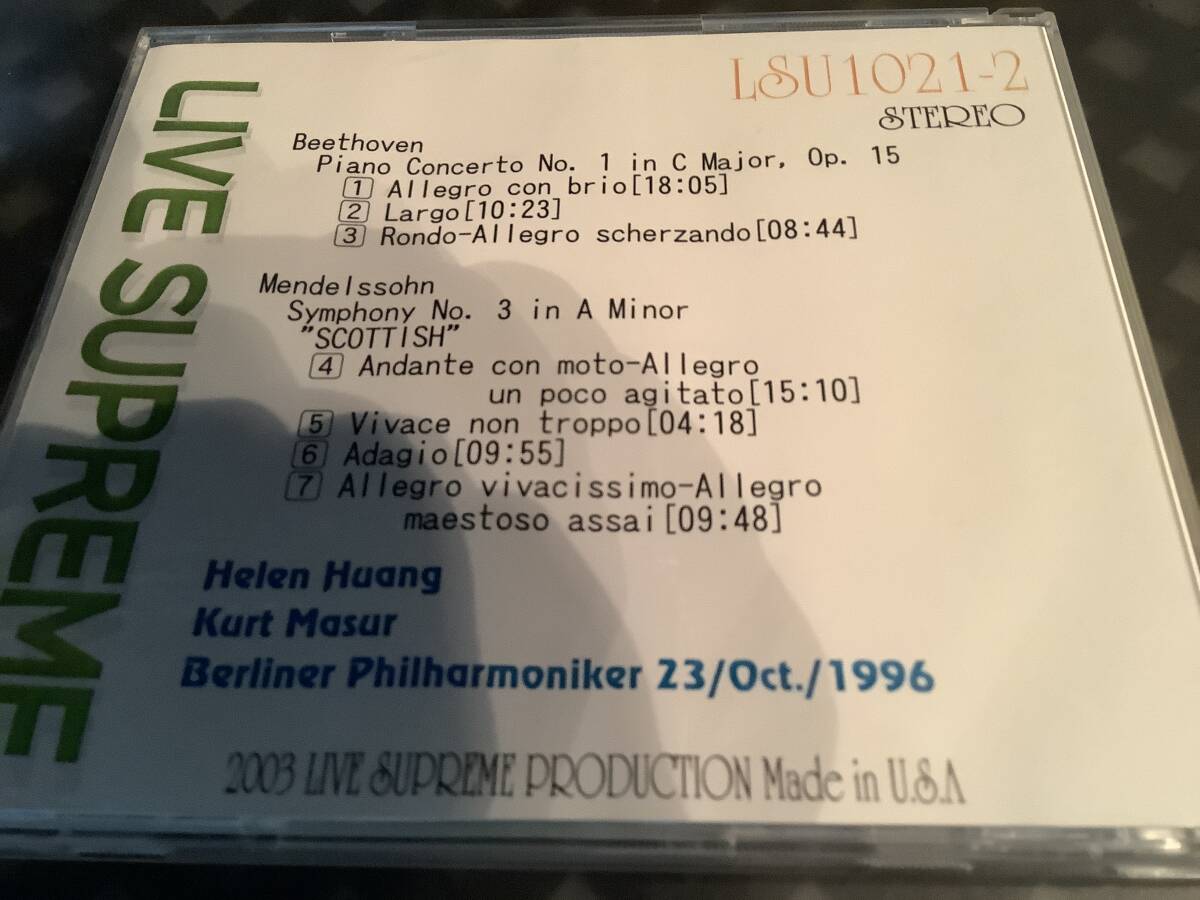 LIVE SUPREME
LSU1021-2
STEREO
Beethoven
Piano Concerto No. 1 in C Major, Op. 15
1 Allegro con brio[18:05]
2 Largo[10:23]
3 Rondo-Allegro scherzando[08:44]
Mendelssohn
Symphony No. 3 in A Minor
"SCOTTISH"
4 Andante con moto-Allegro
un poco agitato[15:10]
5 Vivace non troppo[04:18]
6 Adagio[09:55]
7 Allegro vivacissimo-Allegro
maestoso assai[09:48]
Helen Huang
Kurt Masur
Berliner Philharmoniker 23/Oct./1996
2003 LIVE SUPREME PRODUCTION Made in U.S.A